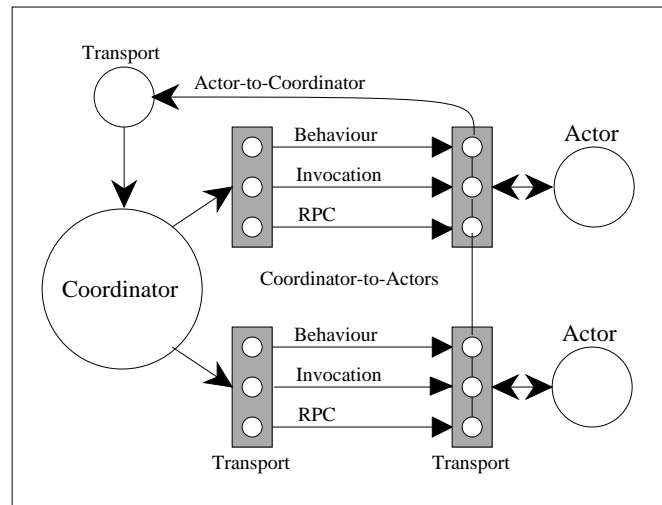 Transport
Actor-to-Coordinator
Behaviour
Actor
Invocation
RPC
Coordinator
Coordinator-to-Actors
Behaviour
Actor
Invocation
RPC
Transport
Transport